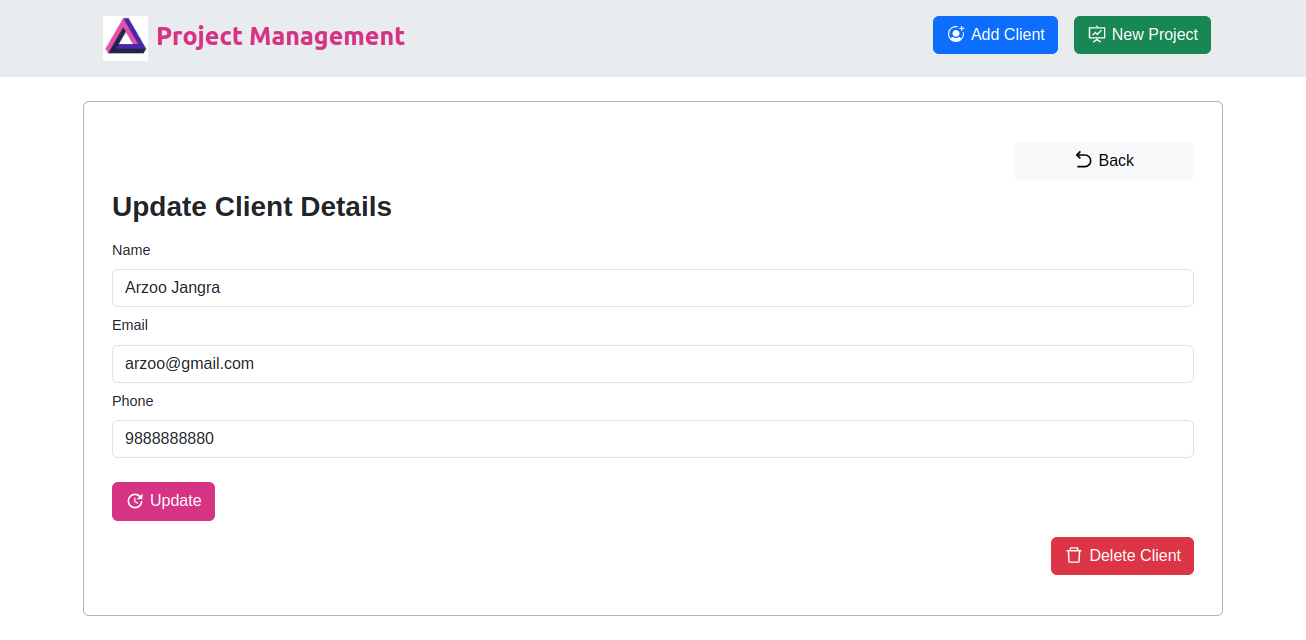 Project Management
Add Client
New Project
Back
Update Client Details
Name
Arzoo Jangra
Email
arzoo@gmail.com
Phone
9888888880
Update
Delete Client